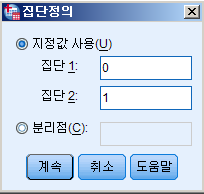 집단정의
지정값 사용(U)
집단 1: 0
집단 2: 1
분리점(C):
계속 취소 도움말